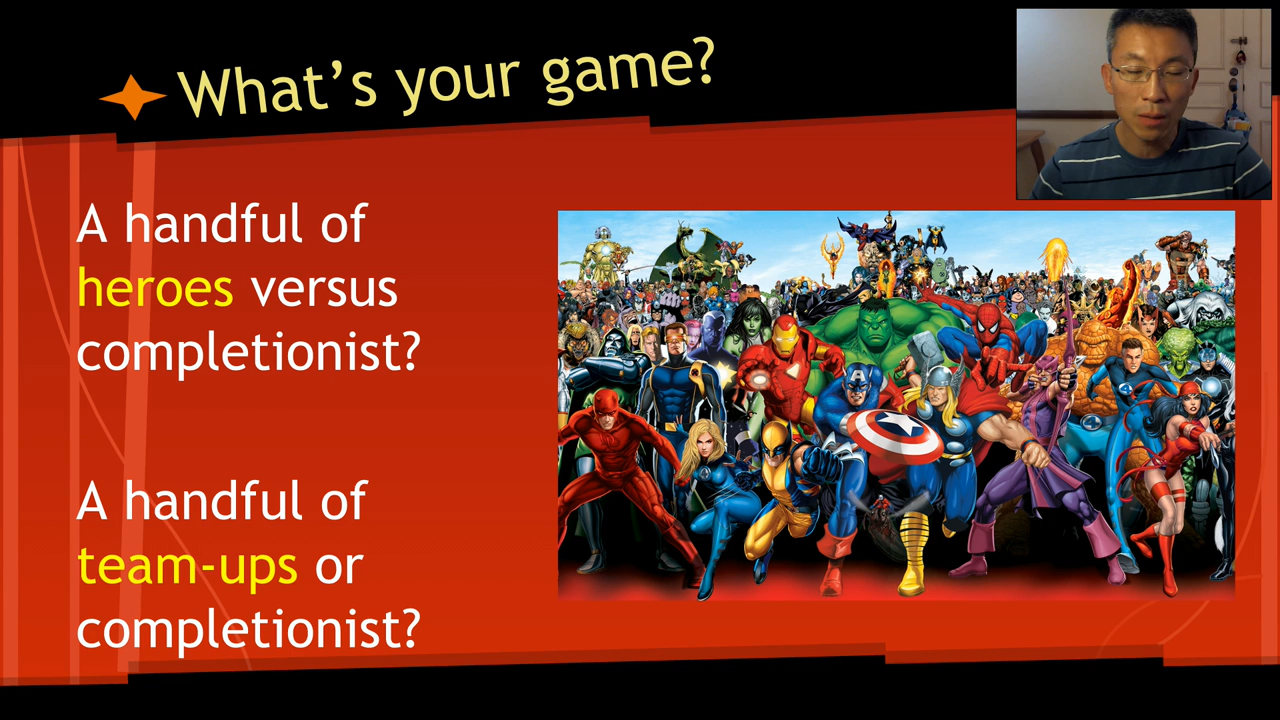 What’s your game?
A handful of
heroes versus
completionist?
A handful of
team-ups or
completionist?